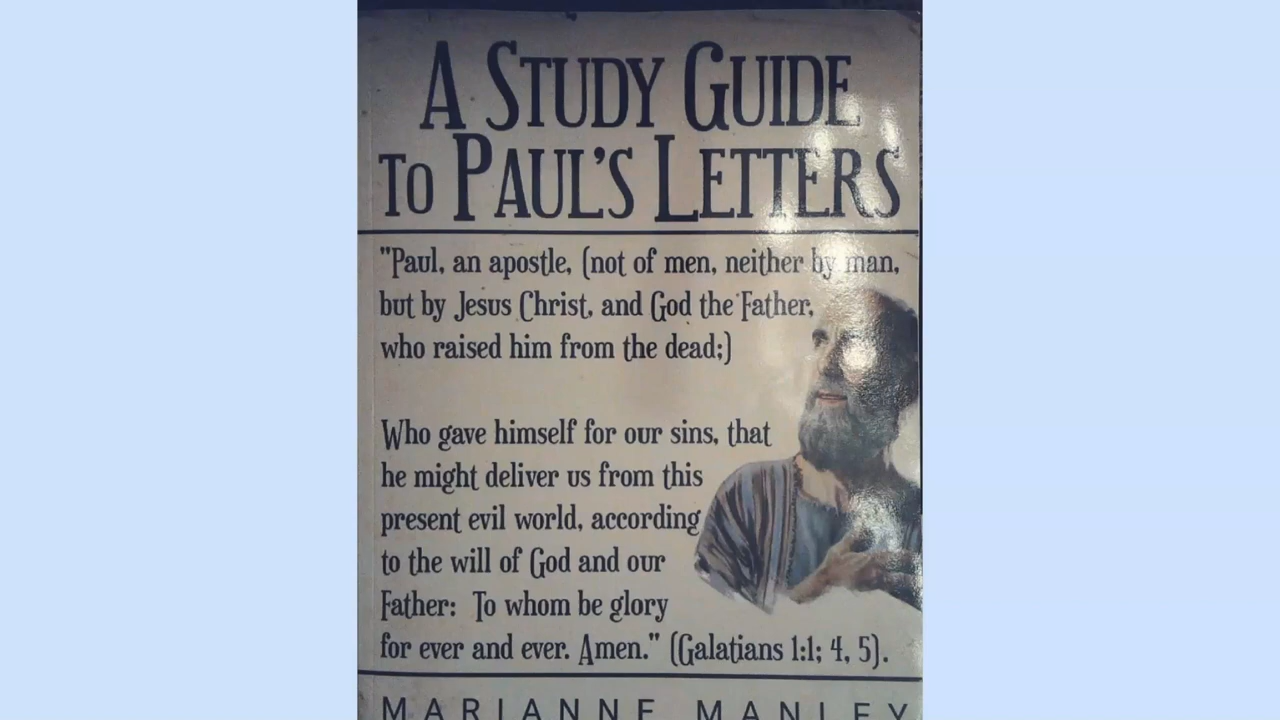 A STUDY GUIDE
TO PAUL'S LETTERS
"Paul, an apostle, (not of men, neither by man,
but by Jesus Christ, and God the Father,
who raised him from the dead;)
Who gave himself for our sins, that
he might deliver us from this
present evil world, according
to the will of God and our
Father: To whom be glory
for ever and ever. Amen." (Galatians 1:1; 4, 5).
MARIANNE MANLEY